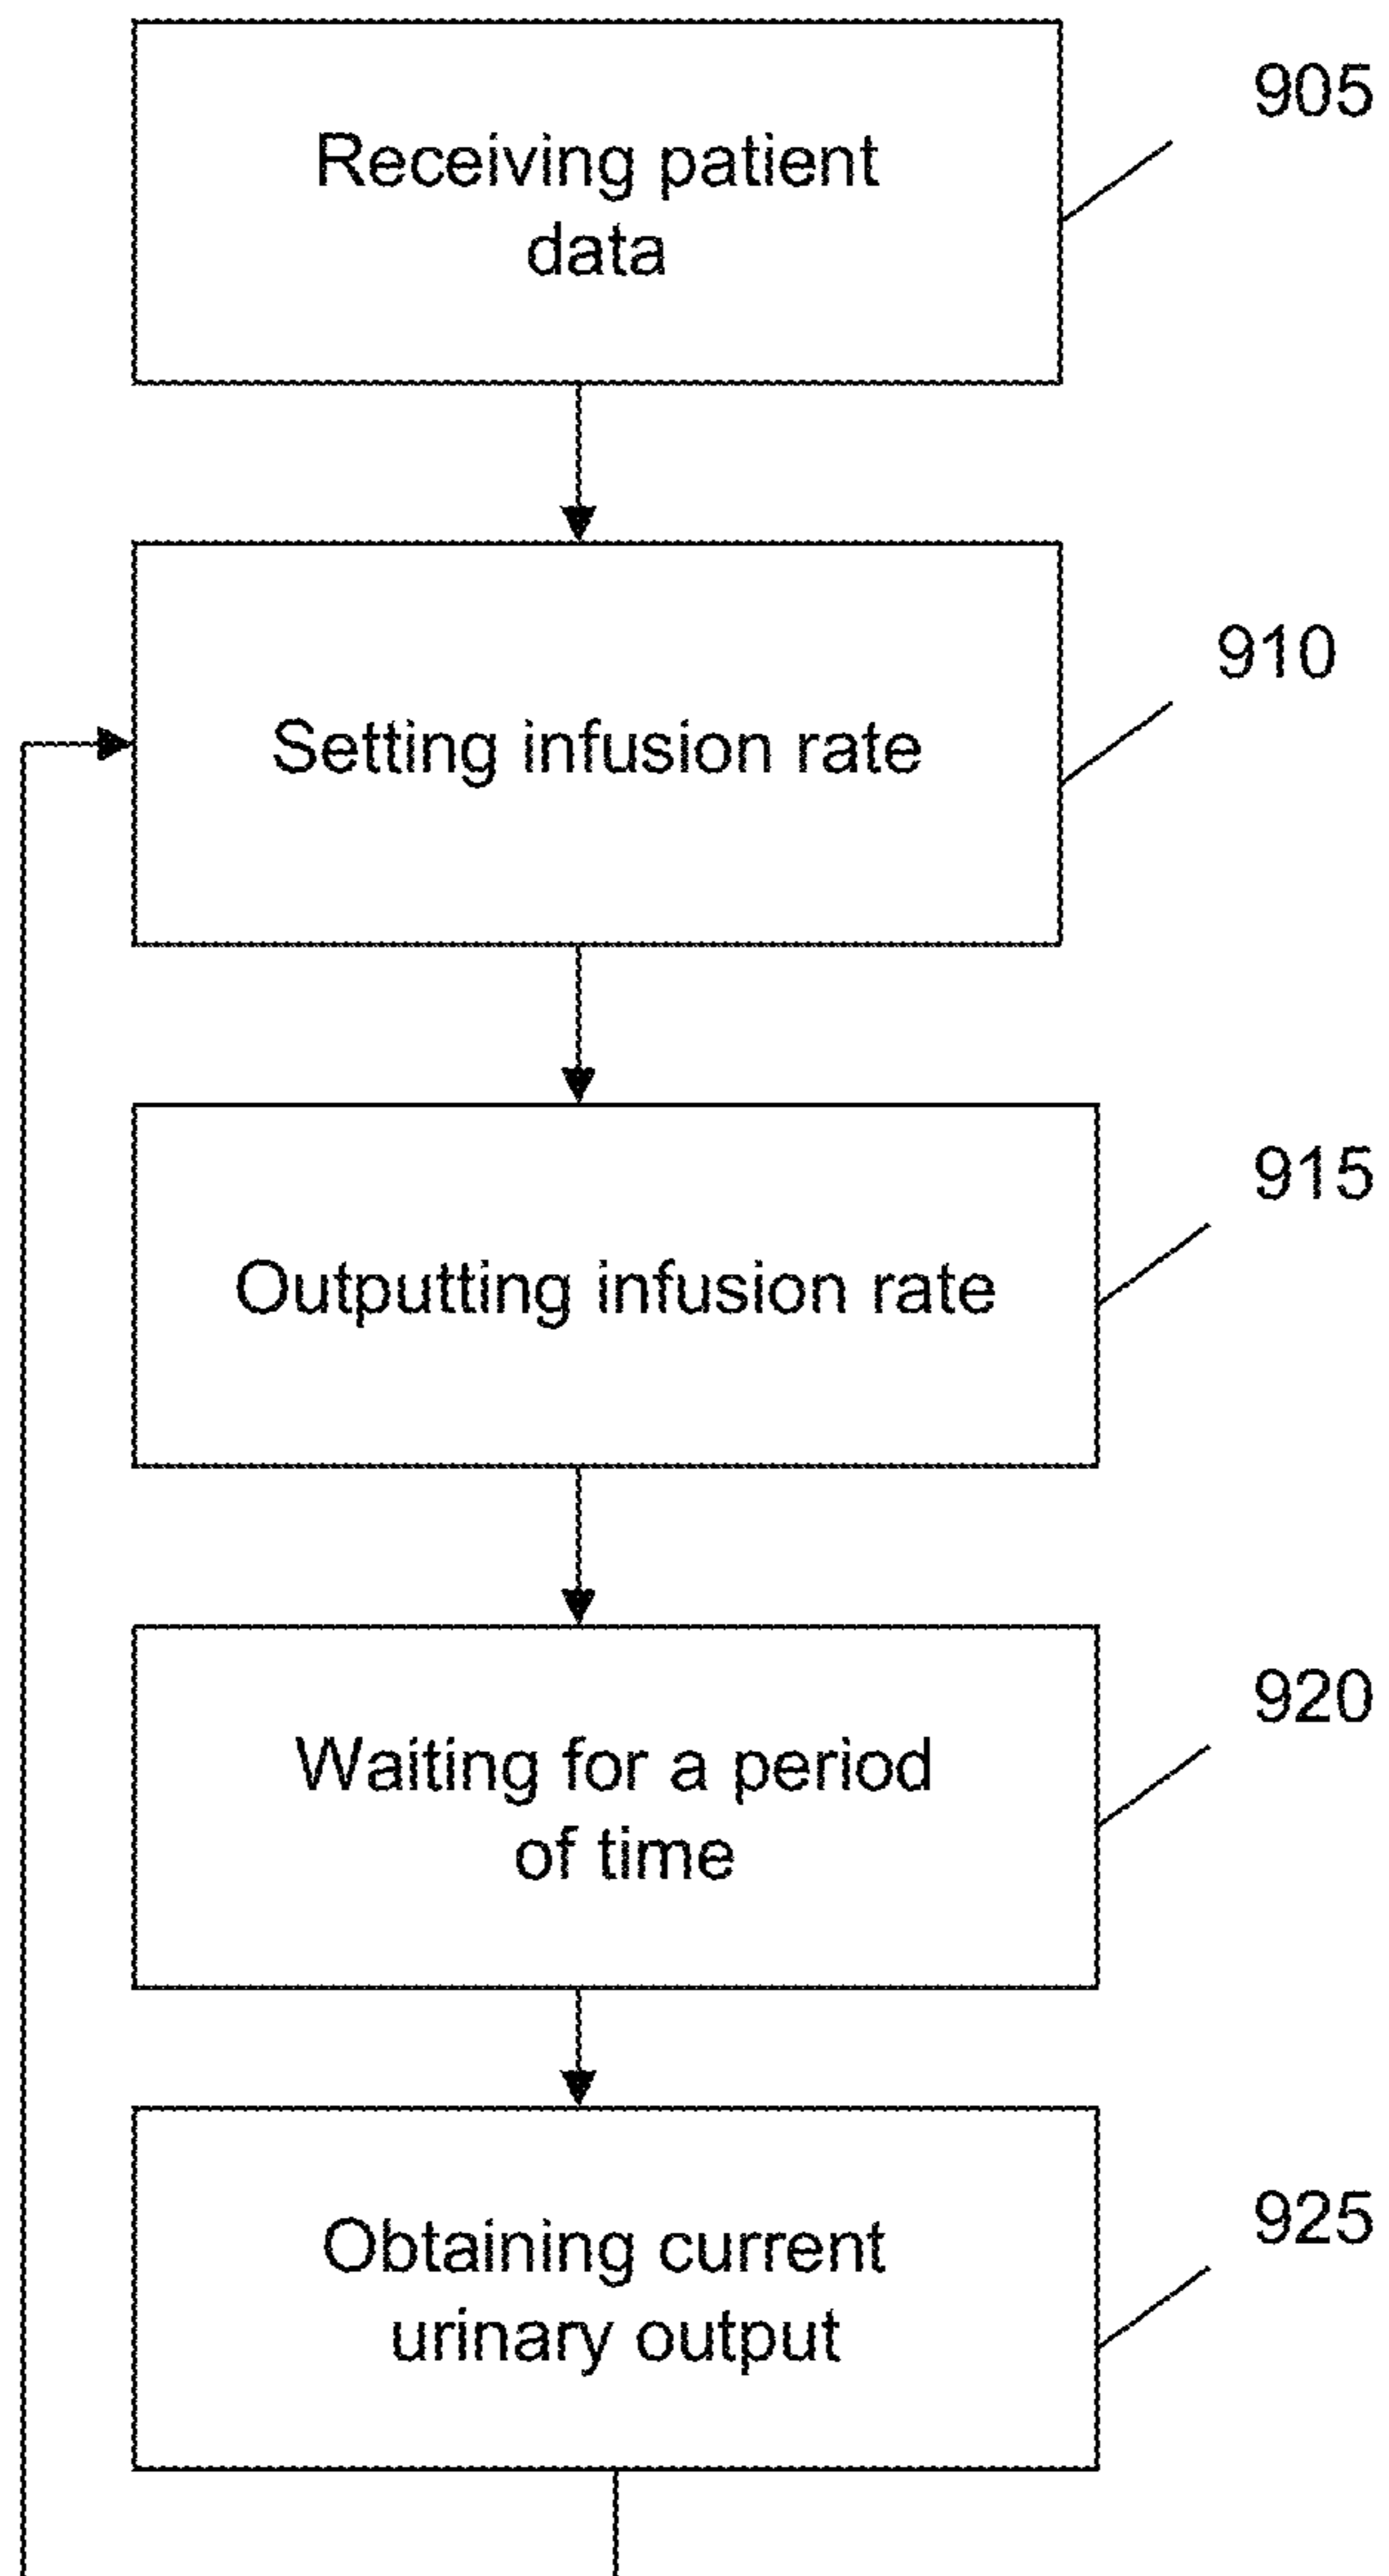 Receiving patient
data
905
Setting infusion rate
910
Outputting infusion rate
915
Waiting for a period
of time
920
Obtaining current
urinary output
925